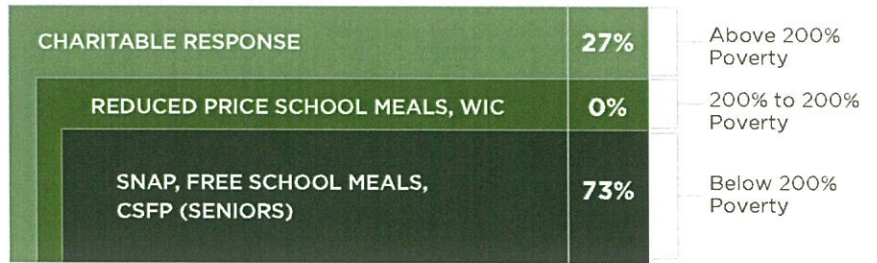 CHARITABLE RESPONSE 27% Above 200%
Poverty
REDUCED PRICE SCHOOL MEALS, WIC 0% 200% to 200%
Poverty
SNAP, FREE SCHOOL MEALS,
CSFP (SENIORS) 73% Below 200%
Poverty